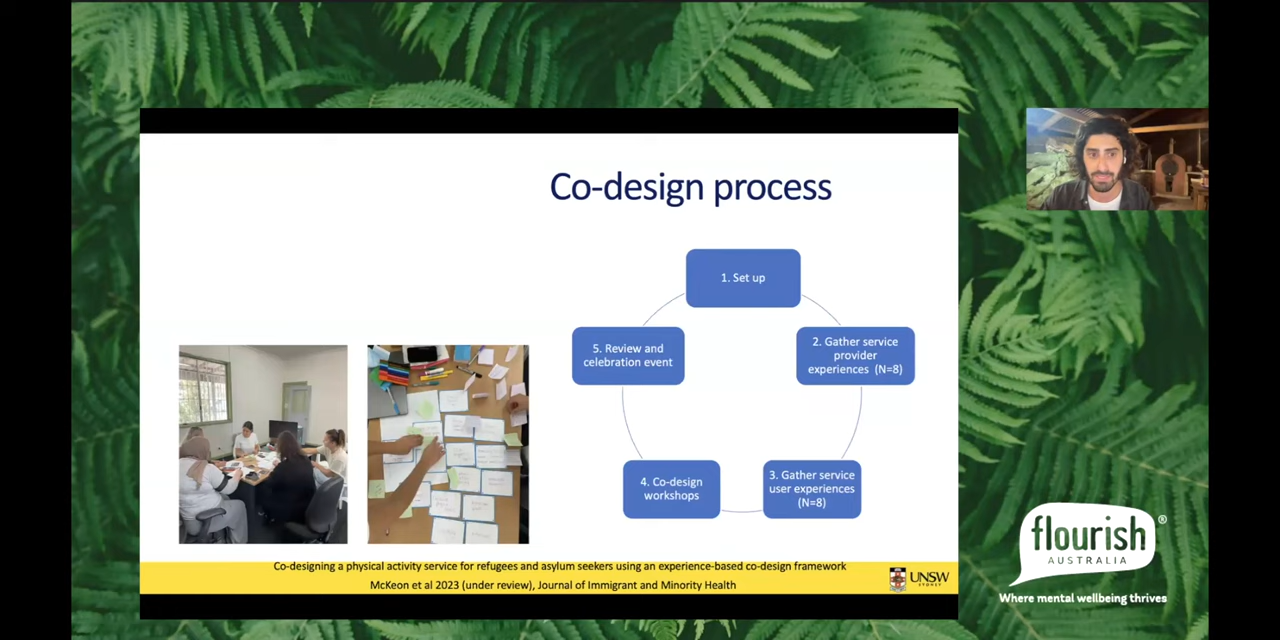 Co-design process
1. Set up
5. Review and
celebration event
2. Gather service
provider
experiences (N=8)
4. Co-design
workshops
3. Gather service
user experiences
(N=8)
Co-designing a physical activity service for refugees and asylum seekers using an experience-based co-design framework
McKeon et al 2023 (under review), Journal of Immigrant and Minority Health
UNSW
SYDNEY
flourish®
AUSTRALIA
Where mental wellbeing thrives